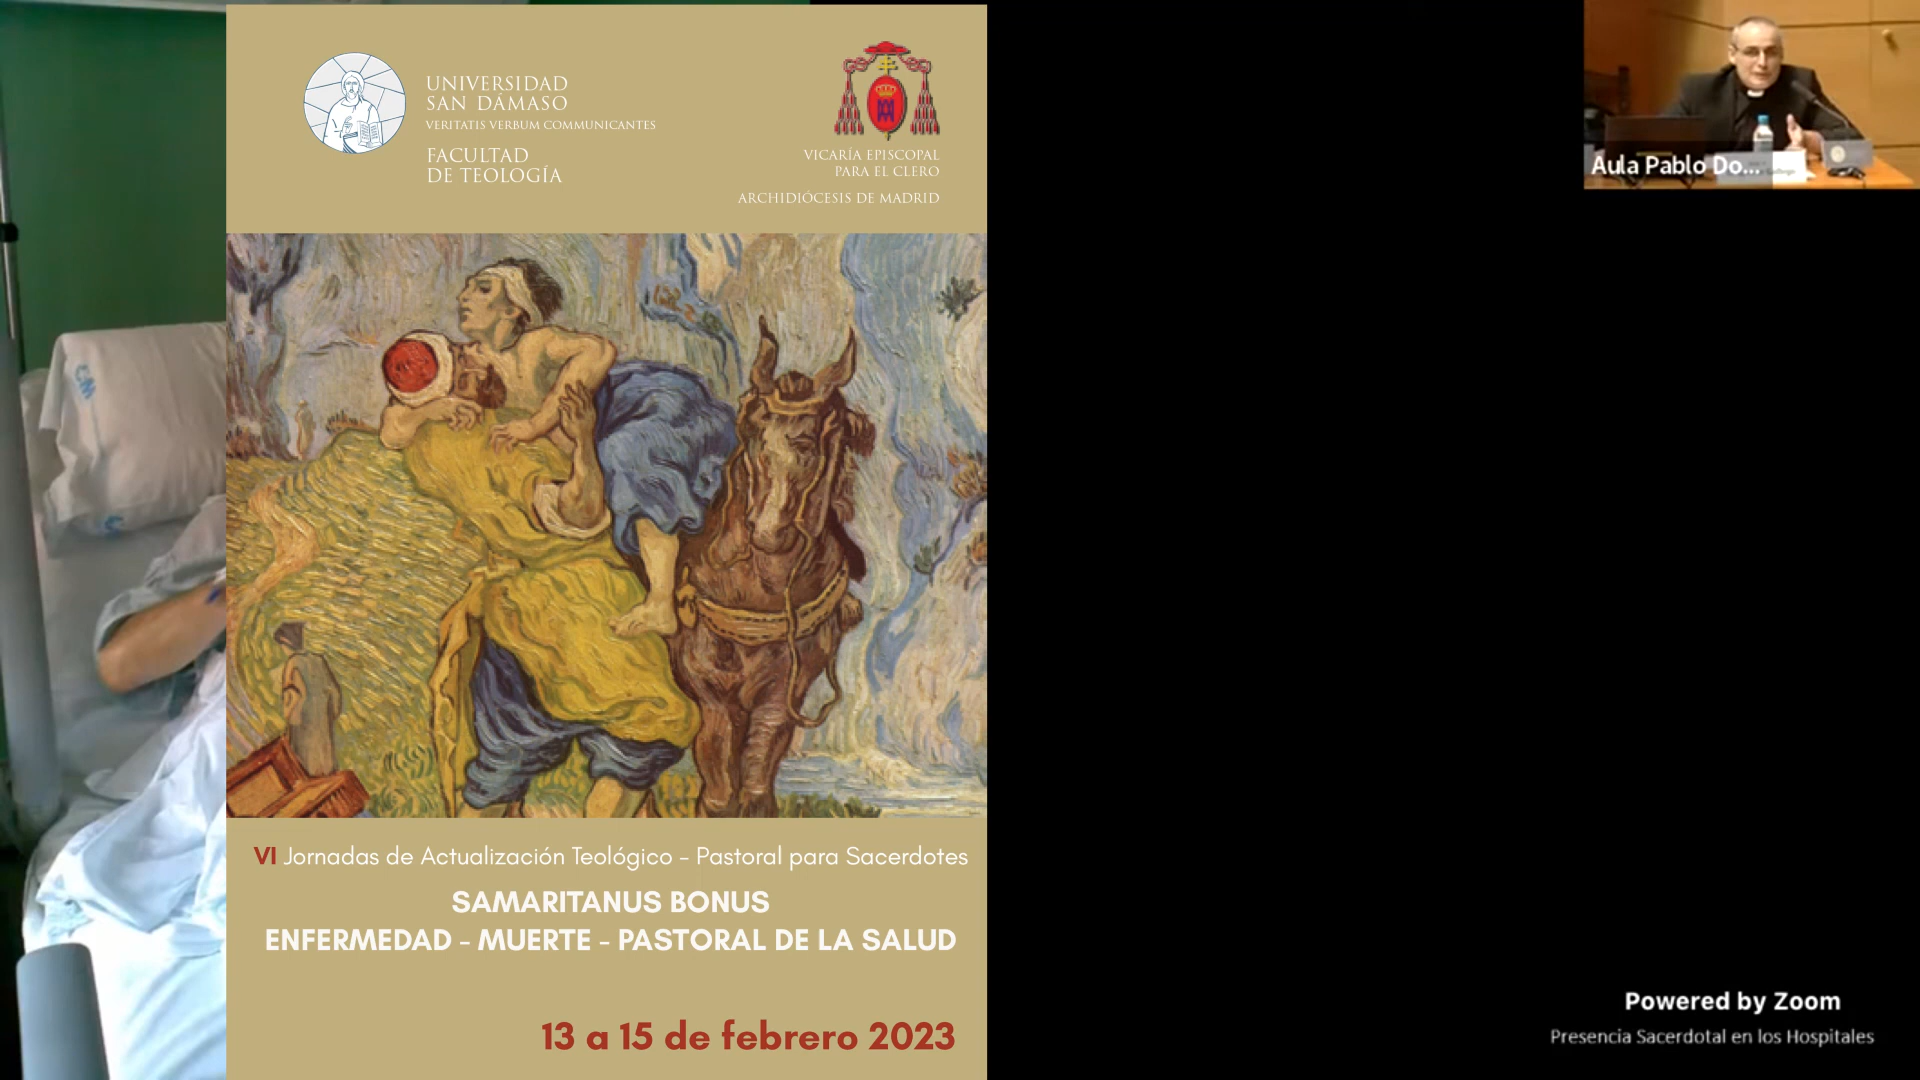 UNIVERSIDAD
SAN DÁMASO
VERITATIS VERBUM COMMUNICANTES
FACULTAD
DE TEOLOGÍA
VICARÍA EPISCOPAL
PARA EL CLERO
ARCHIDIÓCESIS DE MADRID
Aula Pablo Do...
VI Jornadas de Actualización Teológico - Pastoral para Sacerdotes
SAMARITANUS BONUS
ENFERMEDAD - MUERTE - PASTORAL DE LA SALUD
13 a 15 de febrero 2023
Powered by Zoom
Presencia Sacerdotal en los Hospitales